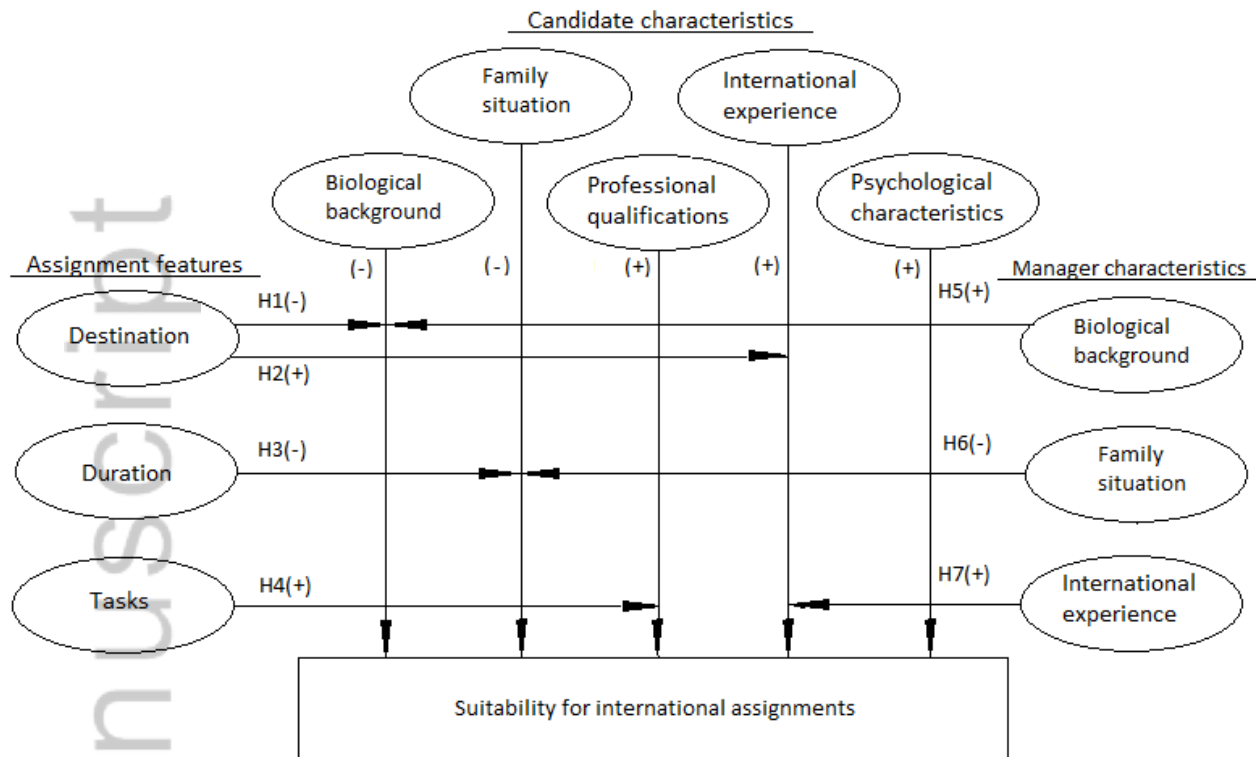 Candidate characteristics
Family
situation
International
experience
Biological
background
Professional
qualifications
Psychological
characteristics
Assignment features
(-)
(-)
(+)
(+)
(+)
Manager characteristics
H1(-)
H5(+)
Destination
Biological
background
H2(+)
H3(-)
H6(-)
Duration
Family
situation
H4(+)
H7(+)
Tasks
International
experience
Suitability for international assignments
nuscript